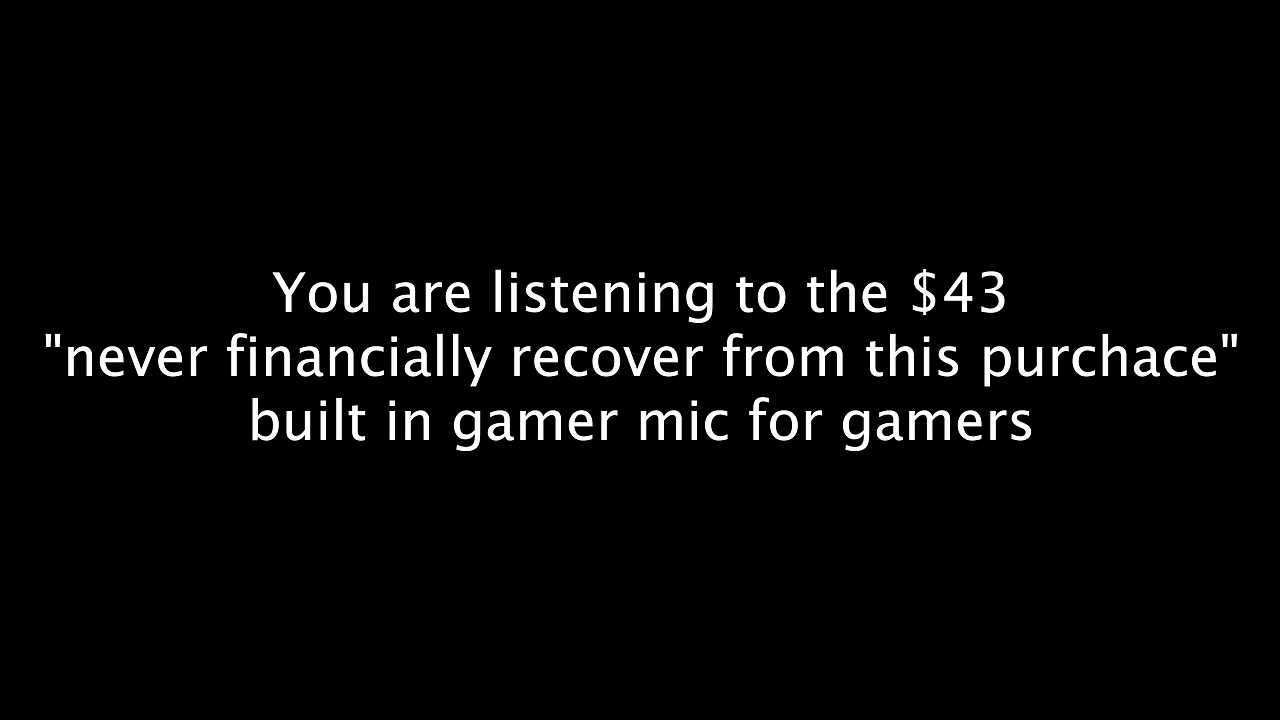 You are listening to the $43
"never financially recover from this purchace"
built in gamer mic for gamers